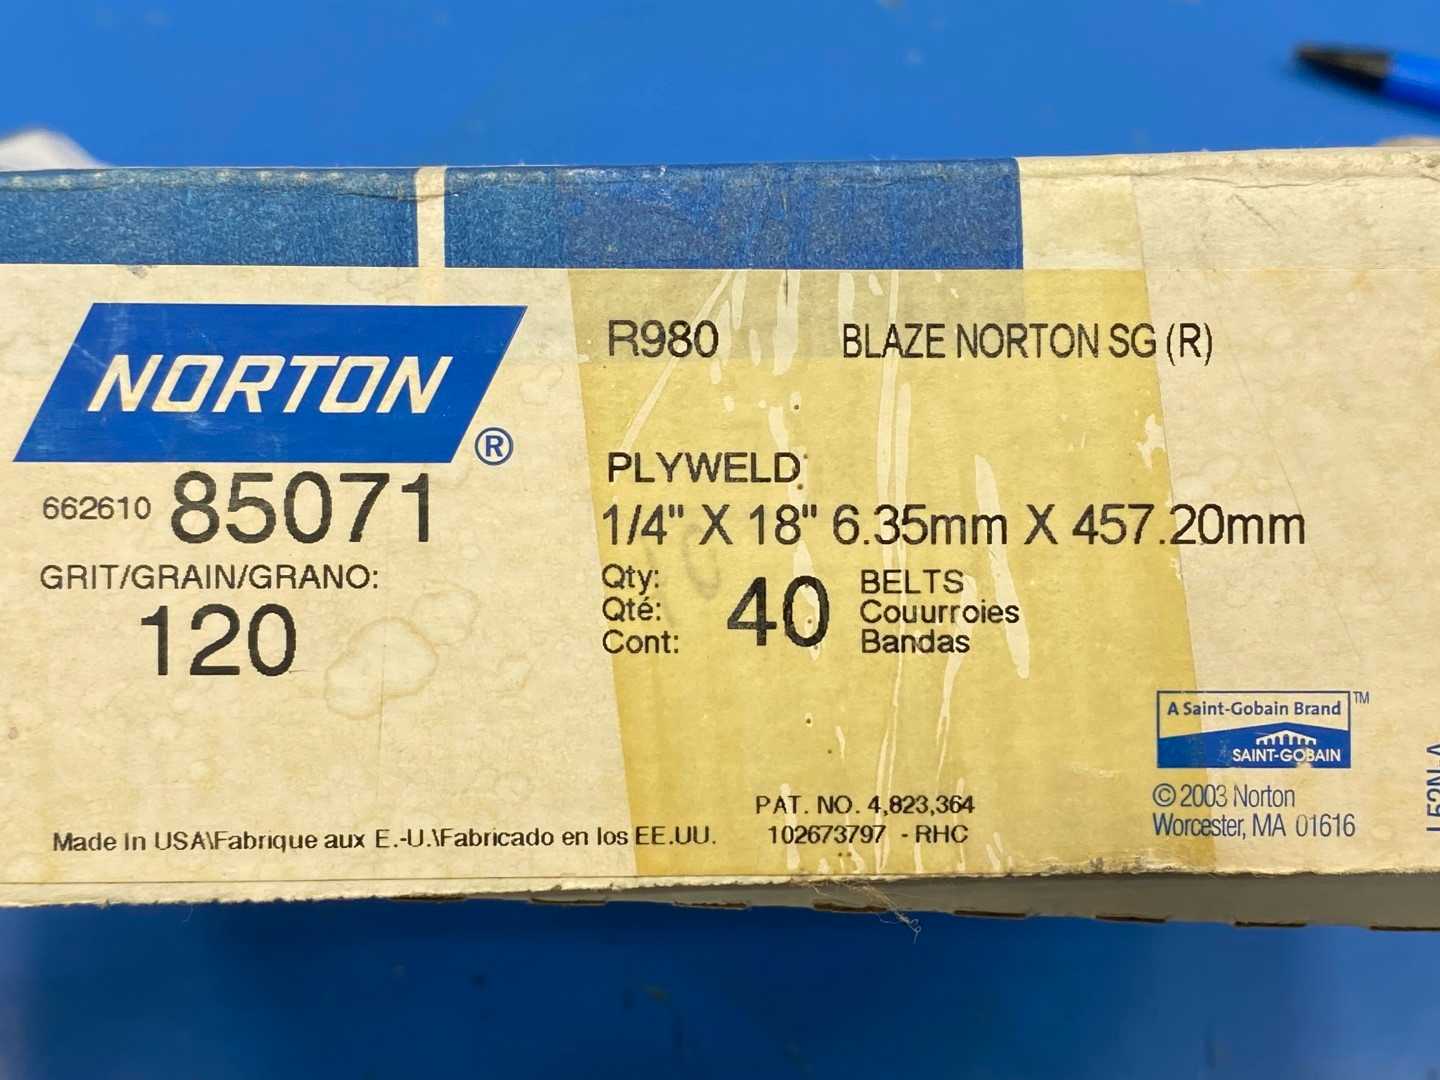 NORTON
®
R980 BLAZE NORTON SG (R)
662610 85071
PLYWELD
1/4" X 18" 6.35mm X 457.20mm
GRIT/GRAIN/GRANO:
120
Qty:
Qté:
Cont:
40
BELTS
Couurroies
Bandas
A Saint-Gobain Brand
TM
SAINT-GOBAIN
© 2003 Norton
Worcester, MA 01616
PAT. NO. 4,823,364
102673797 - RHC
Made In USA\Fabrique aux E.-U.\Fabricado en los EE.UU.